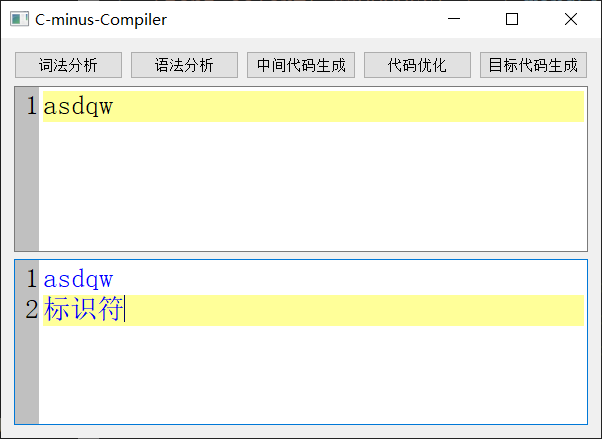 C-minus-Compiler
词法分析 语法分析 中间代码生成 代码优化 目标代码生成
1 asdqw
1 asdqw
2 标识符